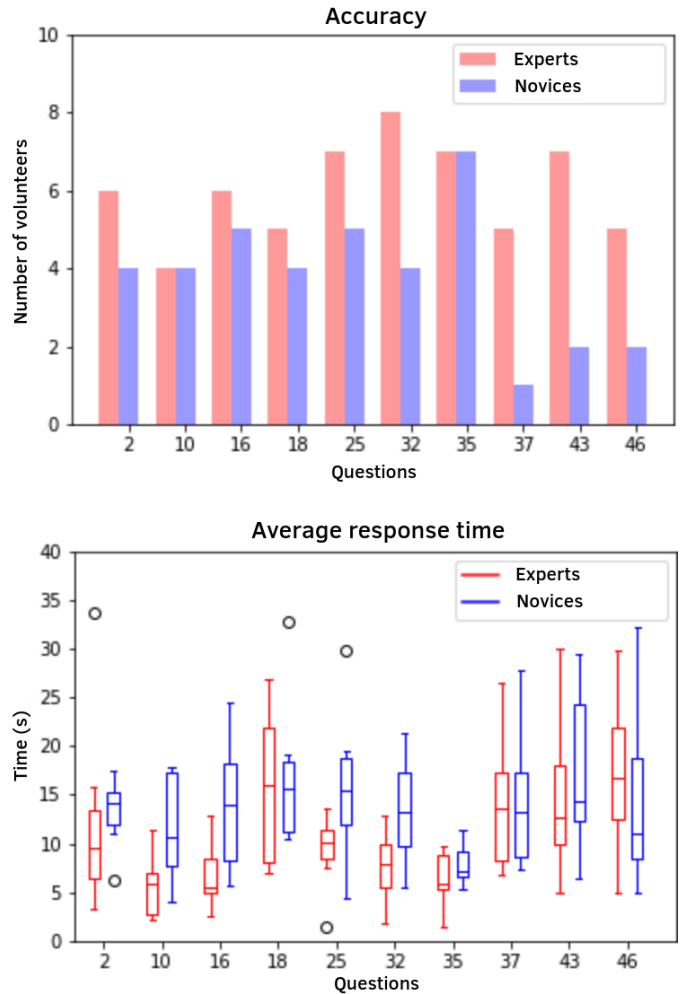 Accuracy
10
8
6
4
2
0
Number of volunteers
Experts
Novices
2 10 16 18 25 32 35 37 43 46
Questions
Average response time
40
35
30
25
20
15
10
5
0
Time (s)
Experts
Novices
2 10 16 18 25 32 35 37 43 46
Questions